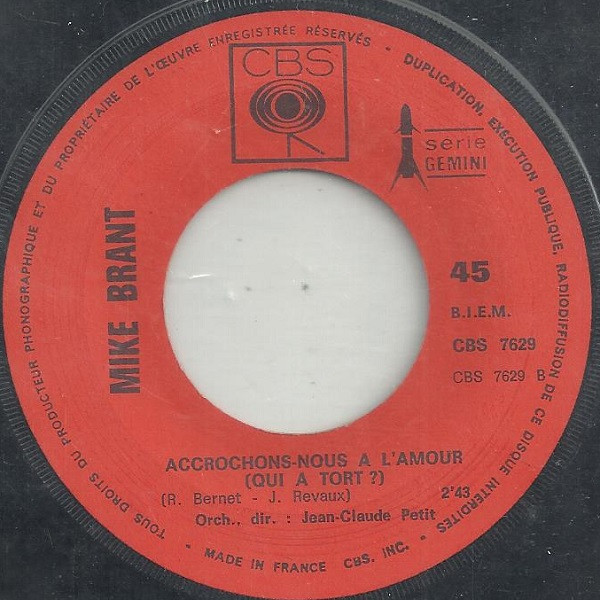 TOUS DROITS DU PRODUCTEUR PHONOGRAPHIQUE ET DU PROPRIÉTAIRE DE L'ŒUVRE ENREGISTRÉE RÉSERVÉS - DUPLICATION, EXÉCUTION PUBLIQUE, RADIODIFFUSION DE CE DISQUE INTERDITES
CBS
série
GEMINI
MIKE BRANT
45
B.I.E.M.
CBS 7629
CBS 7629 B
ACCROCHONS-NOUS A L'AMOUR
(QUI A TORT ?)
(R. Bernet - J. Revaux) 2'43
Orch., dir. : Jean-Claude Petit
- MADE IN FRANCE CBS. INC. -